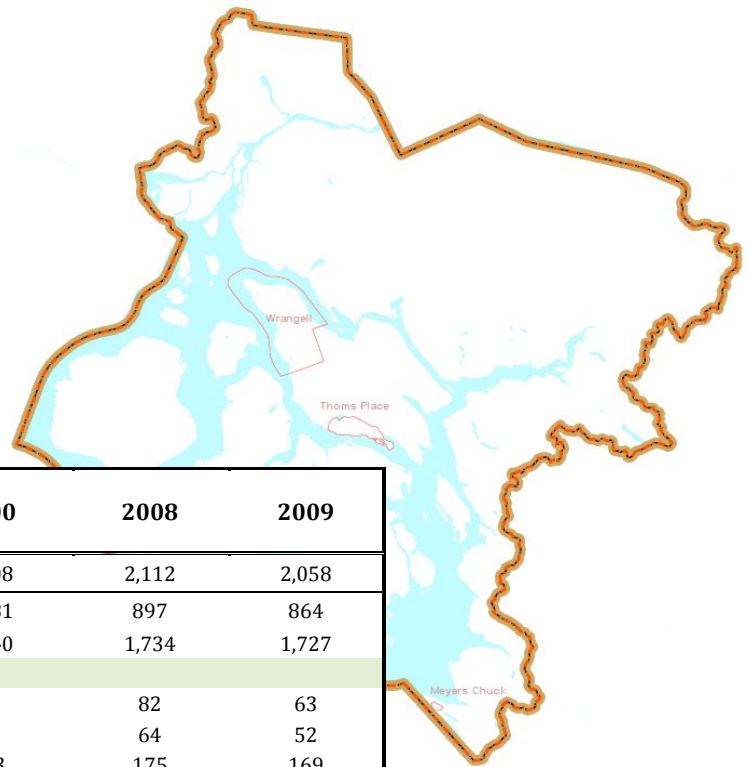 Wrangell
Thoms Place
2008 2009
2,112 2,058
897 864
1,734 1,727
82 63
64 52
175 169
Meyers Chuck